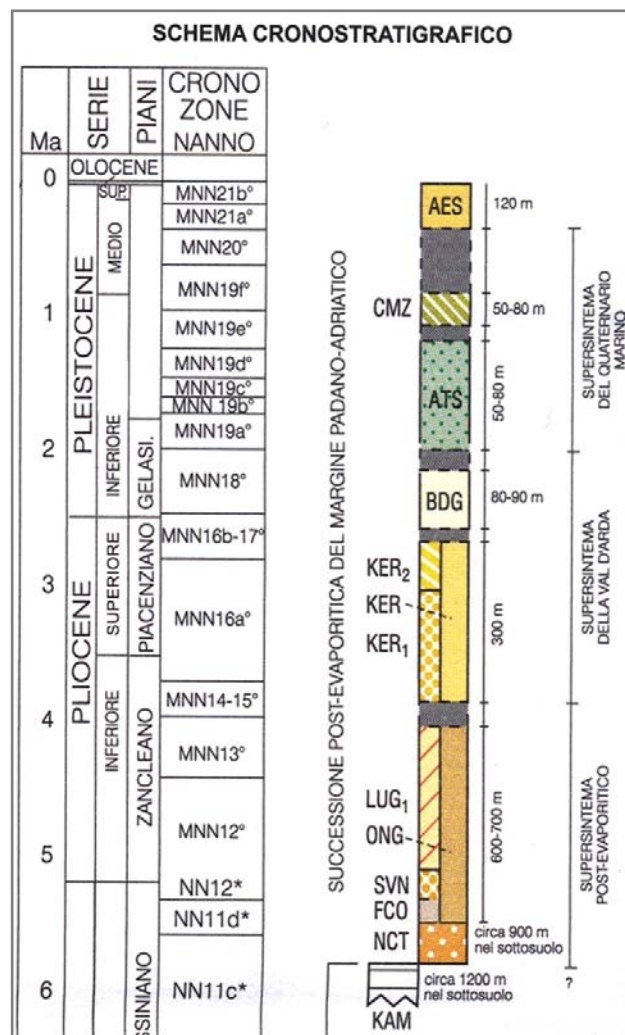 SCHEMA CRONOSTRATIGRAFICO
Ma
SERIE
PIANI
CRONO
ZONE
NANNO
0
1
2
3
4
5
6
OLOCENE
PLEISTOCENE
SUP.
MEDIO
INFERIORE
GELASI.
PLIOCENE
SUPERIORE
INFERIORE
PIACENZIANO
ZANCLEANO
SSINIANO
MNN21b°
MNN21a°
MNN20°
MNN19f°
MNN19e°
MNN19d°
MNN19c°
MNN 19b°
MNN19a°
MNN18°
MNN16b-17°
MNN16a°
MNN14-15°
MNN13°
MNN12°
NN12*
NN11d*
NN11c*
SUCCESSIONE POST-EVAPORITICA DEL MARGINE PADANO-ADRIATICO
AES
120 m
CMZ
50-80 m
ATS
50-80 m
BDG
80-90 m
KER2
KER
KER1
300 m
LUG1
ONG
600-700 m
SVN
FCO
NCT
circa 900 m
nel sottosuolo
circa 1200 m
nel sottosuolo
KAM
SUPERSINTEMA
DEL QUATERNARIO
MARINO
SUPERSINTEMA
DELLA VAL D'ARDA
SUPERSINTEMA
POST-EVAPORITICO
?